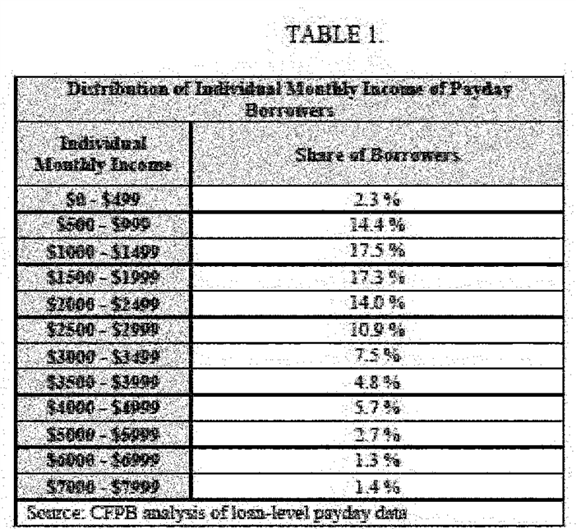 TABLE 1.
Distribution of Individual Monthly Income of Payday
Borrowers
Individual
Monthly Income
Share of Borrowers
$0 - $499
2.3 %
$500 – $999
14.4 %
$1000 – $1499
17.5 %
$1500 – $1999
17.3 %
$2000 – $2499
14.0 %
$2500 – $2999
10.9 %
$3000 – $3499
7.5 %
$3500 – $3999
4.8 %
$4000 – $4999
5.7 %
$5000 – $5999
2.7 %
$6000 – $6999
1.3 %
$7000 – $7999
1.4 %
Source: CFPB analysis of loan-level payday data